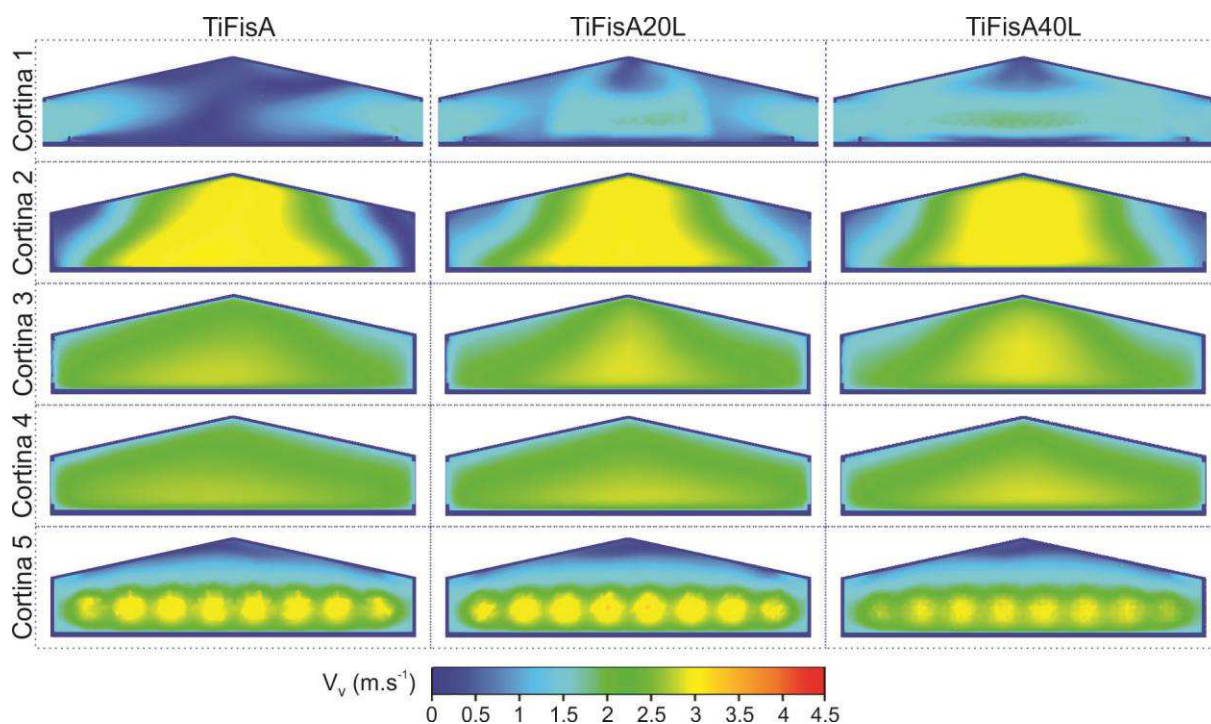 TiFisA TiFisA20L TiFisA40L
Cortina 1
Cortina 2
Cortina 3
Cortina 4
Cortina 5
Vᵥ (m.s⁻¹)
0 0.5 1 1.5 2 2.5 3 3.5 4 4.5